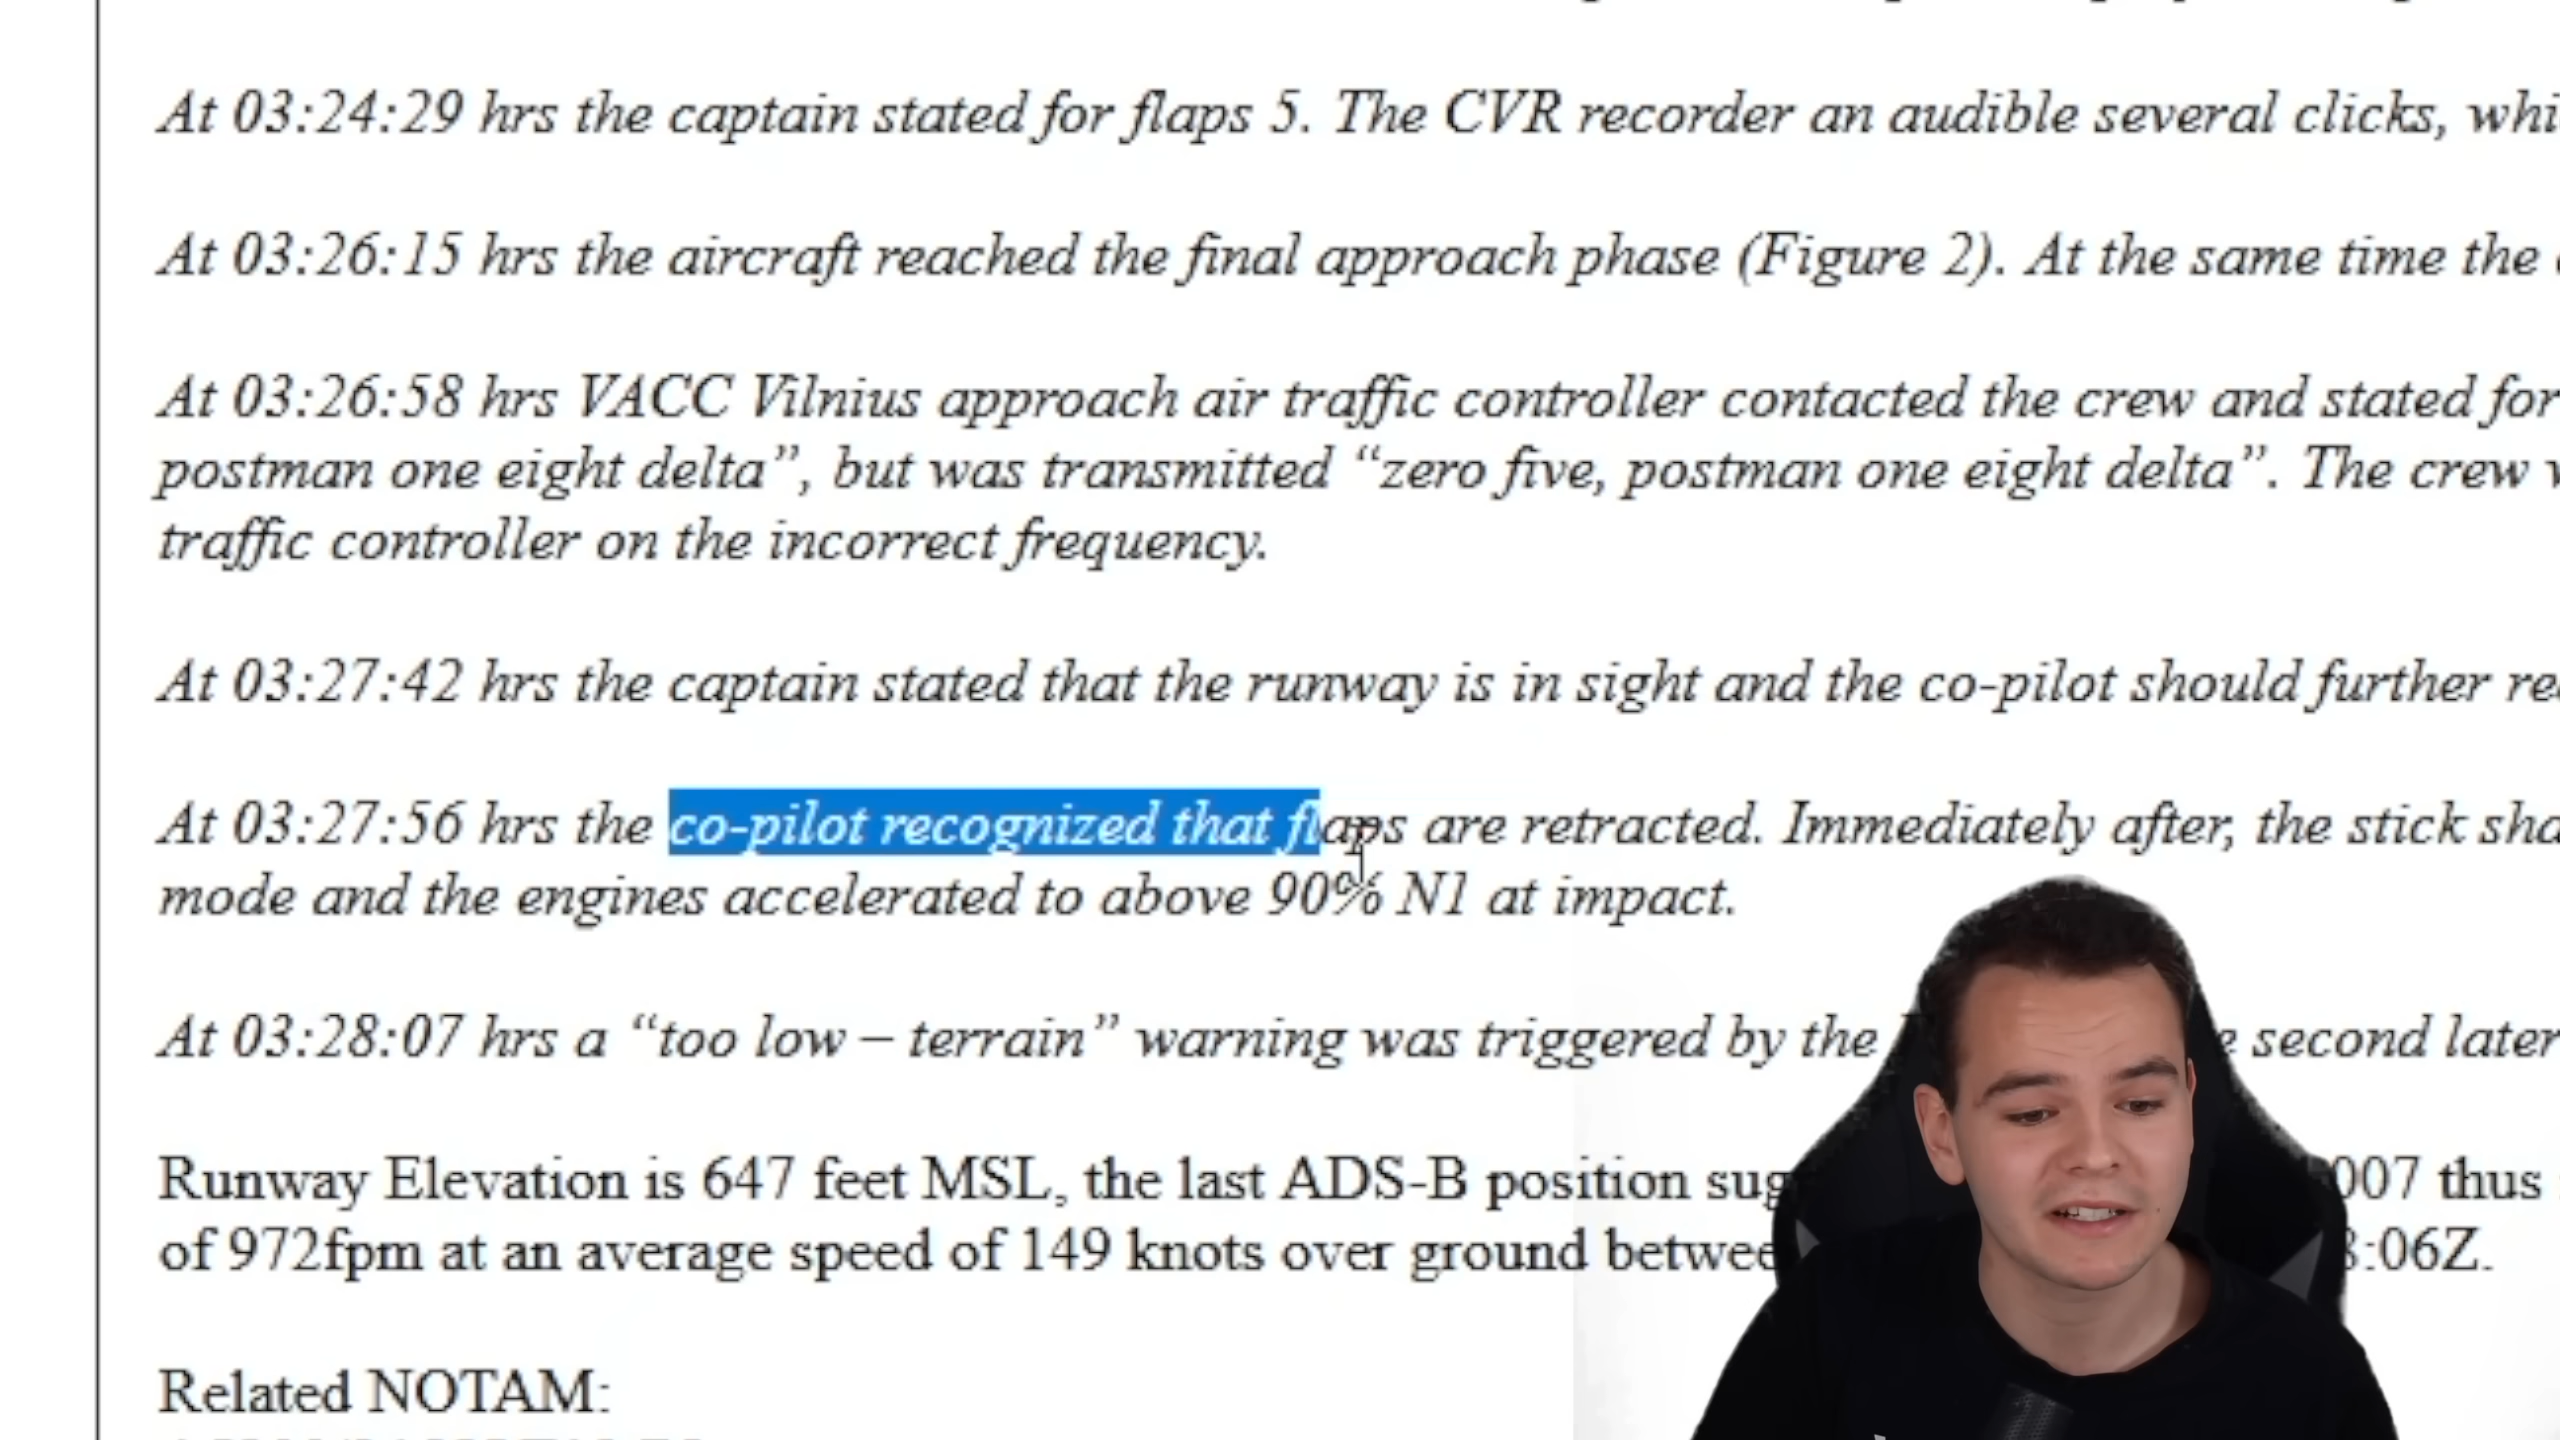 At 03:24:29 hrs the captain stated for flaps 5. The CVR recorder an audible several clicks,
At 03:26:15 hrs the aircraft reached the final approach phase (Figure 2). At the same time the
At 03:26:58 hrs VACC Vilnius approach air traffic controller contacted the crew and stated for
postman one eight delta”, but was transmitted “zero five, postman one eight delta”. The crew
traffic controller on the incorrect frequency.
At 03:27:42 hrs the captain stated that the runway is in sight and the co-pilot should further
At 03:27:56 hrs the co-pilot recognized that flaps are retracted. Immediately after, the stick
mode and the engines accelerated to above 90% N1 at impact.
At 03:28:07 hrs a “too low – terrain” warning was triggered by the second later
Runway Elevation is 647 feet MSL, the last ADS-B position thus
of 972fpm at an average speed of 149 knots over ground
Related NOTAM: